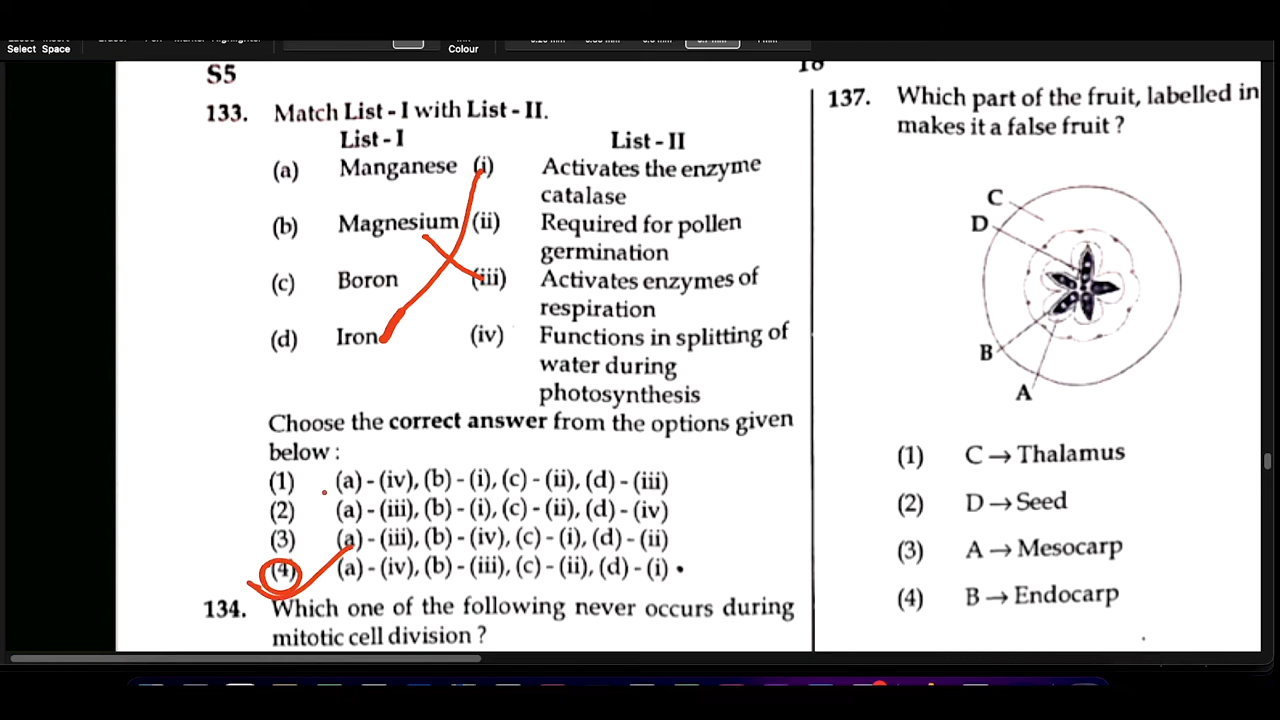 Select Space
Colour
S5
133. Match List - I with List - II.
List - I List - II
(a) Manganese (i) Activates the enzyme
catalase
(b) Magnesium (ii) Required for pollen
germination
(c) Boron (iii) Activates enzymes of
respiration
(d) Iron (iv) Functions in splitting of
water during
photosynthesis
Choose the correct answer from the options given
below :
(1) (a) - (iv), (b) - (i), (c) - (ii), (d) - (iii)
(2) (a) - (iii), (b) - (i), (c) - (ii), (d) - (iv)
(3) (a) - (iii), (b) - (iv), (c) - (i), (d) - (ii)
(4) (a) - (iv), (b) - (iii), (c) - (ii), (d) - (i)
134. Which one of the following never occurs during
mitotic cell division ?
137. Which part of the fruit, labelled in
makes it a false fruit ?
C
D
B
A
(1) C → Thalamus
(2) D → Seed
(3) A → Mesocarp
(4) B → Endocarp